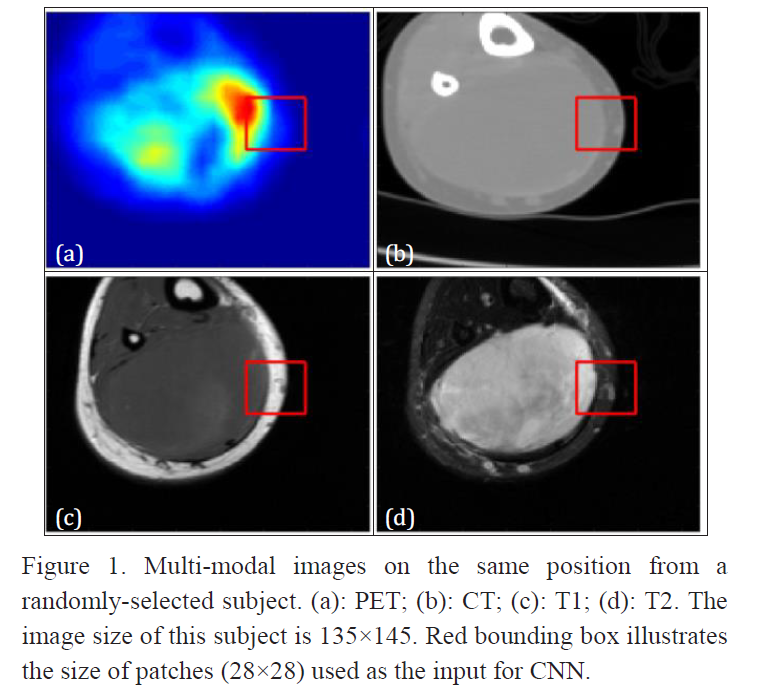 (a)
(b)
(c)
(d)
Figure 1. Multi-modal images on the same position from a
randomly-selected subject. (a): PET; (b): CT; (c): T1; (d): T2. The
image size of this subject is 135×145. Red bounding box illustrates
the size of patches (28×28) used as the input for CNN.